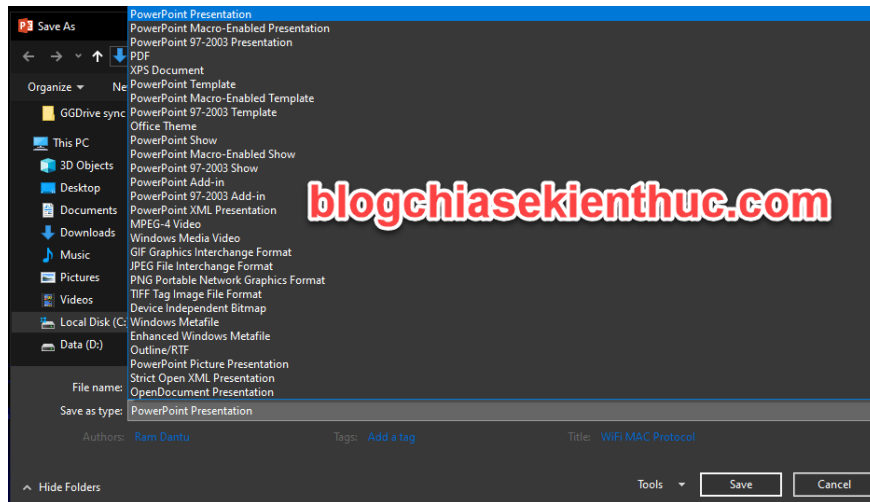 Save As
Organize
Ne
GGDrive sync
This PC
3D Objects
Desktop
Documents
Downloads
Music
Pictures
Videos
Local Disk (C:
Data (D:)
PowerPoint Presentation
PowerPoint Macro-Enabled Presentation
PowerPoint 97-2003 Presentation
PDF
XPS Document
PowerPoint Template
PowerPoint Macro-Enabled Template
PowerPoint 97-2003 Template
Office Theme
PowerPoint Show
PowerPoint Macro-Enabled Show
PowerPoint 97-2003 Show
PowerPoint Add-in
PowerPoint 97-2003 Add-in
PowerPoint XML Presentation
MPEG-4 Video
Windows Media Video
GIF Graphics Interchange Format
JPEG File Interchange Format
PNG Portable Network Graphics Format
TIFF Tag Image File Format
Device Independent Bitmap
Windows Metafile
Enhanced Windows Metafile
Outline/RTF
PowerPoint Picture Presentation
Strict Open XML Presentation
OpenDocument Presentation
blogchiasekienthuc.com
File name:
Save as type: PowerPoint Presentation
Authors: Ram Dantu Tags: Add a tag Title: WiFi MAC Protocol
Hide Folders Tools Save Cancel